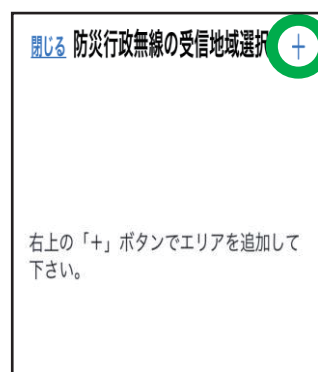 閉じる 防災行政無線の受信地域選択 +
右上の「+」ボタンでエリアを追加して
下さい。